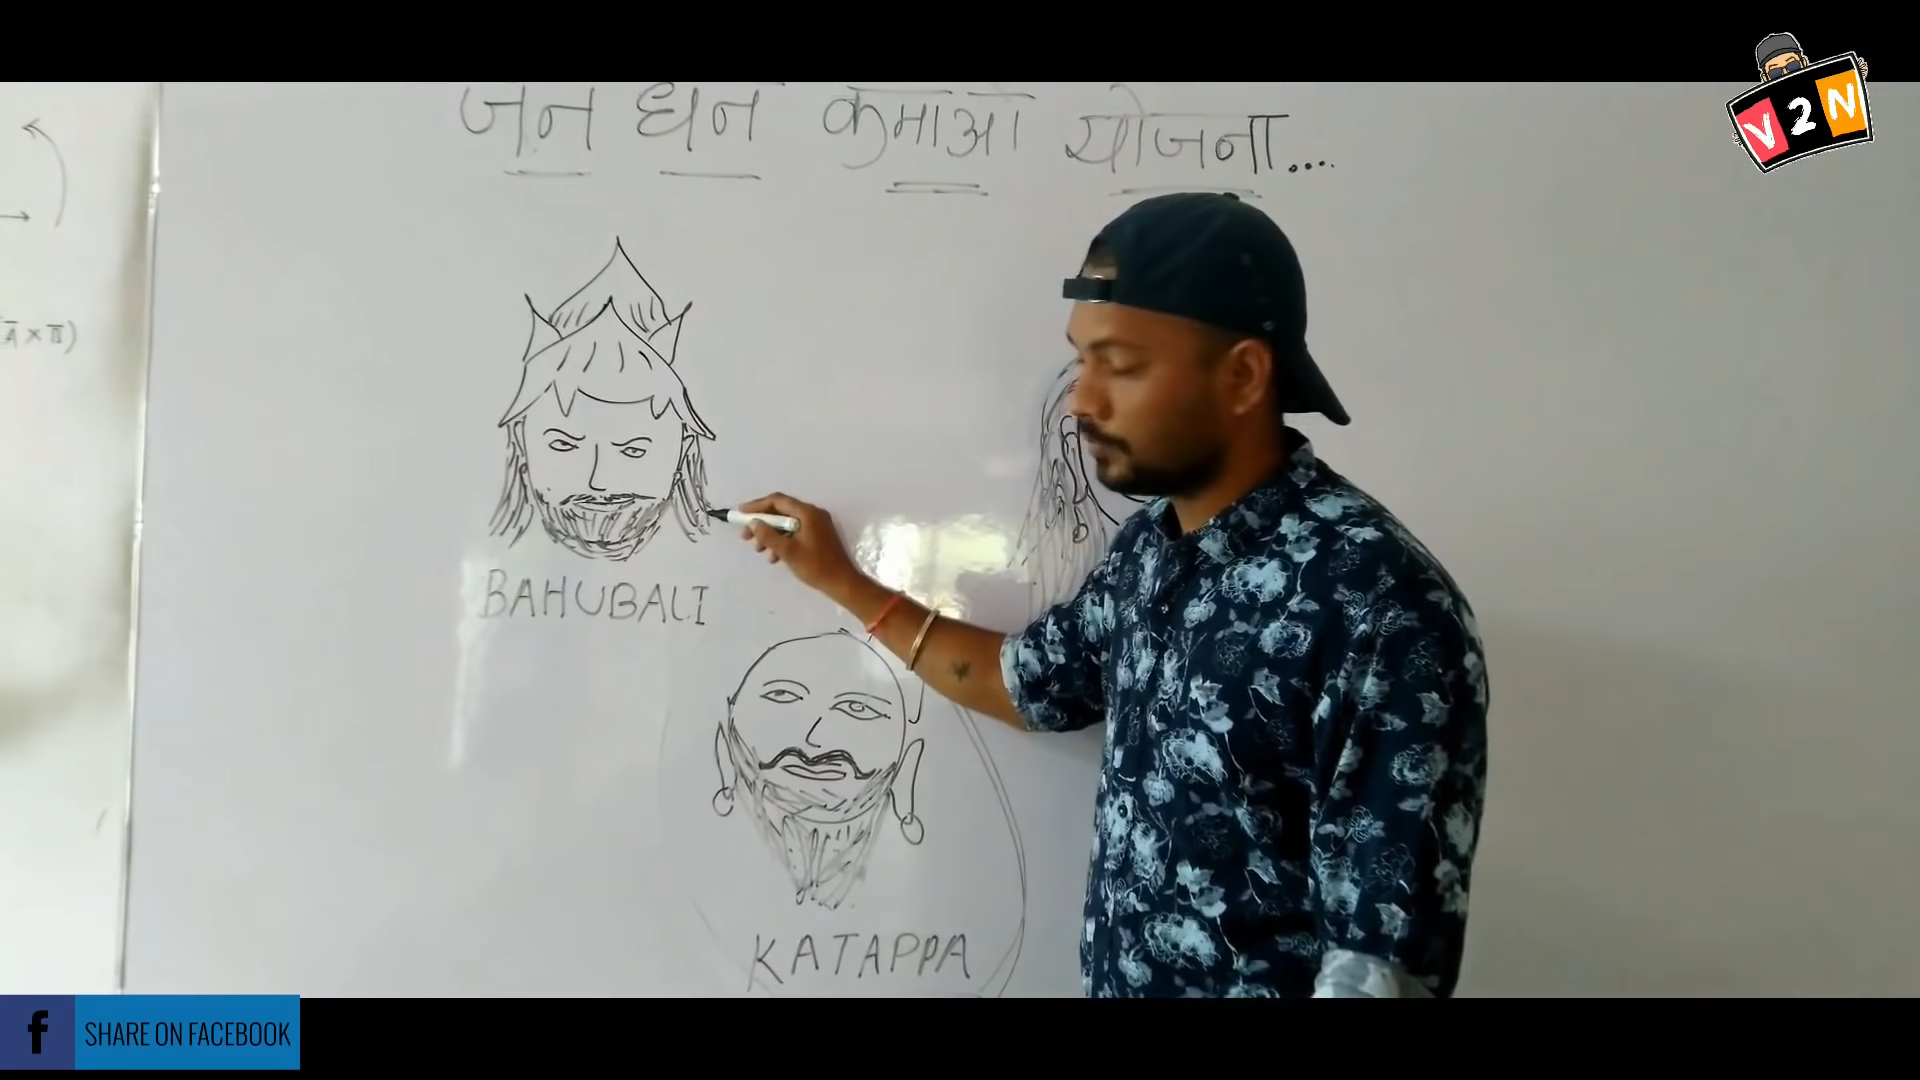 V2N
जन धन कमाओ योजना....
(A̅ × B̅)
BAHUBALI
KATAPPA
f SHARE ON FACEBOOK